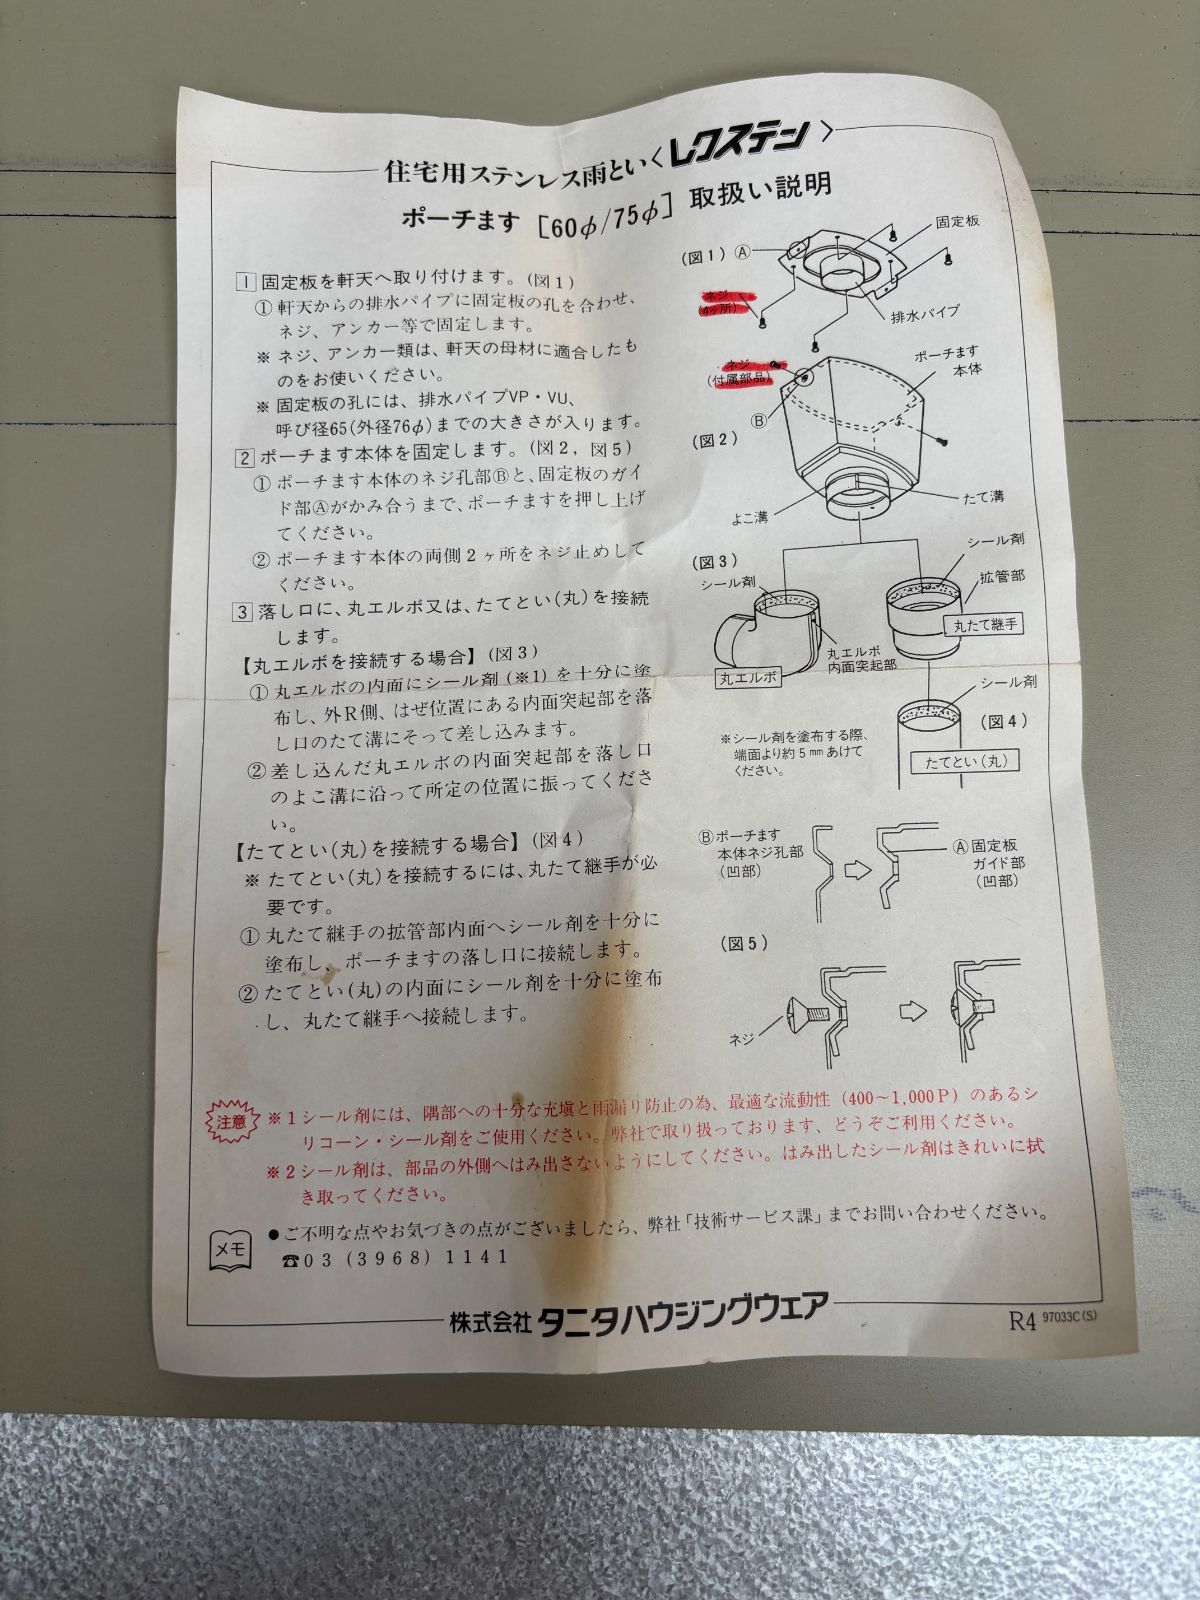 住宅用ステンレス雨とい〈レクステン〉
ポーチます［60φ/75φ］取扱い説明
1 固定板を軒天へ取り付けます。(図1)
① 軒天からの排水パイプに固定板の孔を合わせ、
ネジ、アンカー等で固定します。
※ ネジ、アンカー類は、軒天の母材に適合したも
のをお使いください。
※ 固定板の孔には、排水パイプVP・VU、
呼び径65(外径76φ)までの大きさが入ります。
2 ポーチます本体を固定します。(図2，図5)
① ポーチます本体のネジ孔部Ⓑと、固定板のガイ
ド部Ⓐがかみ合うまで、ポーチますを押し上げ
てください。
② ポーチます本体の両側2ヶ所をネジ止めして
ください。
3 落し口に、丸エルボ又は、たてとい(丸)を接続
します。
【丸エルボを接続する場合】(図3)
① 丸エルボの内面にシール剤(※1)を十分に塗
布し、外R側、はぜ位置にある内面突起部を落
し口のたて溝にそって差し込みます。
② 差し込んだ丸エルボの内面突起部を落し口
のよこ溝に沿って所定の位置に振ってくださ
い。
【たてとい(丸)を接続する場合】(図4)
※ たてとい(丸)を接続するには、丸たて継手が必
要です。
① 丸たて継手の拡管部内面へシール剤を十分に
塗布し、ポーチますの落し口に接続します。
② たてとい(丸)の内面にシール剤を十分に塗布
し、丸たて継手へ接続します。
(図1)
Ⓐ
固定板
ネジ
(4ヶ所)
排水パイプ
ネジ
(付属部品)
ポーチます
本体
Ⓑ
(図2)
よこ溝
たて溝
(図3)
シール剤
シール剤
拡管部
丸たて継手
丸エルボ
内面突起部
丸エルボ
シール剤
(図4)
※シール剤を塗布する際、
端面より約5㎜あけて
ください。
たてとい(丸)
Ⓑ ポーチます
本体ネジ孔部
(凹部)
Ⓐ 固定板
ガイド部
(凹部)
(図5)
ネジ
注意
※1 シール剤には、隅部への十分な充填と雨漏り防止の為、最適な流動性(400～1,000P)のあるシ
リコーン・シール剤をご使用ください。弊社で取り扱っております、どうぞご利用ください。
※2 シール剤は、部品の外側へはみ出さないようにしてください。はみ出したシール剤はきれいに拭
き取ってください。
メモ
●ご不明な点やお気づきの点がございましたら、弊社「技術サービス課」までお問い合わせください。
☎03(3968)1141
株式会社 タニタハウジングウェア
R4 97033C(S)